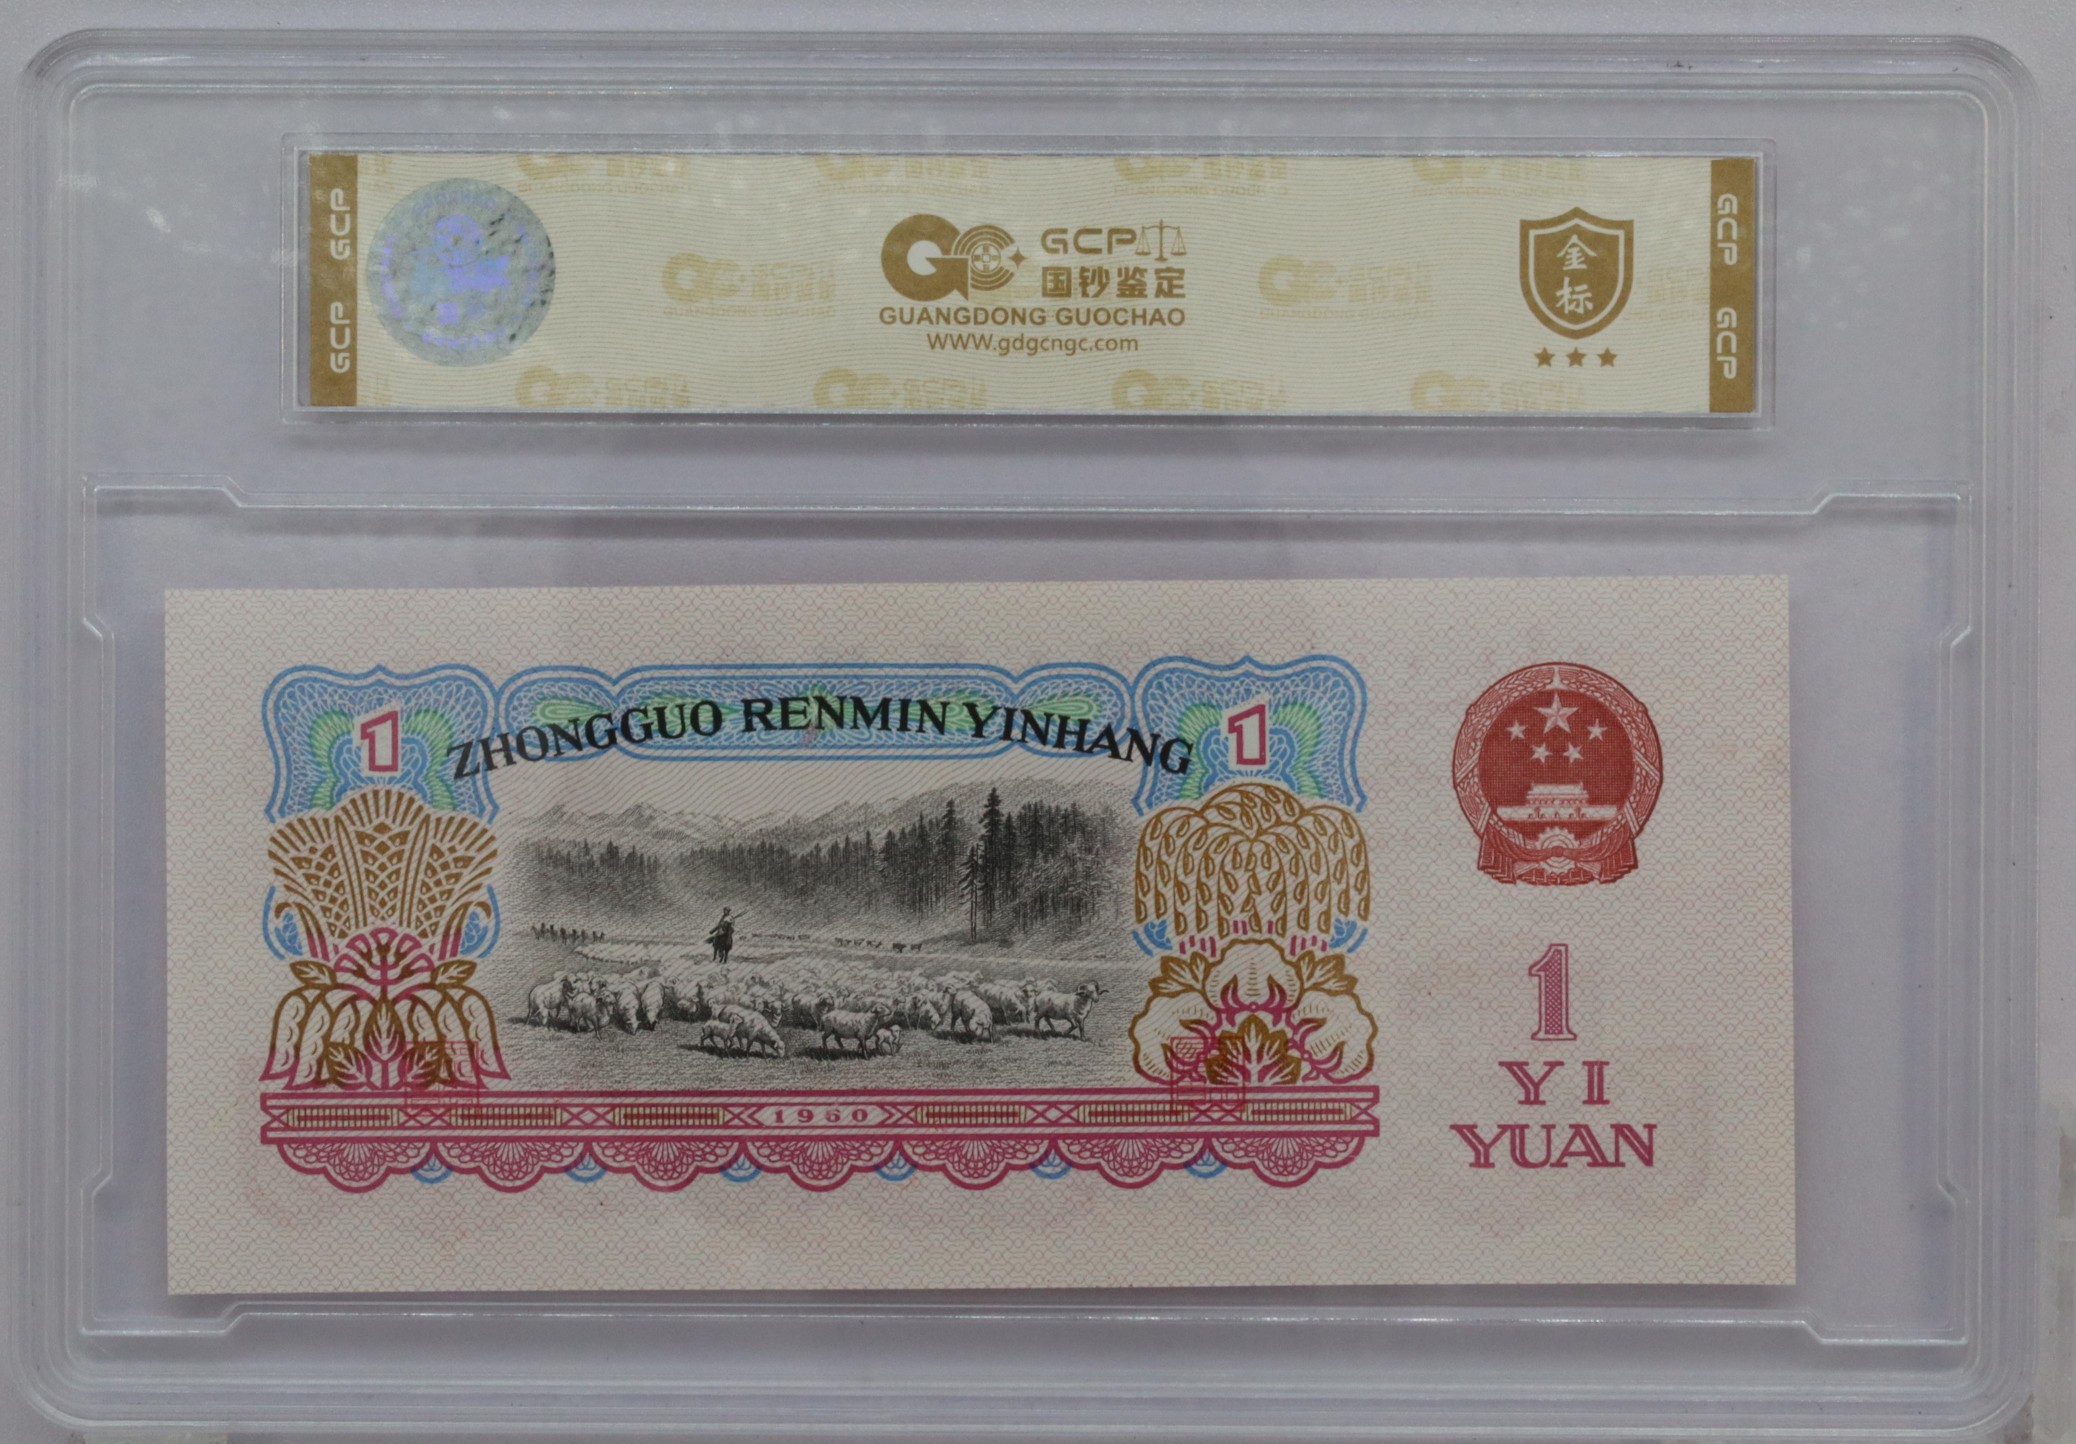 GCP GCP
GCP
国钞鉴定
GUANGDONG GUOCHAO
www.gdgcngc.com
金标
GCP GCP
1
ZHONGGUO RENMIN YINHANG
1
1960
1
YI
YUAN